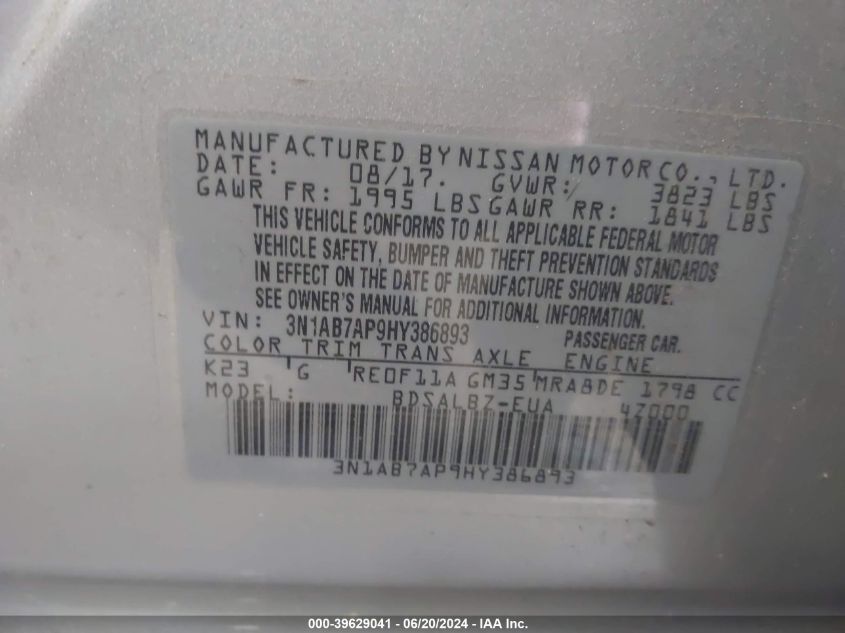 MANUFACTURED BY NISSAN MOTOR CO., LTD.
DATE: 08/17. GVWR: 3823 LBS
GAWR FR: 1995 LBS GAWR RR: 1841 LBS
THIS VEHICLE CONFORMS TO ALL APPLICABLE FEDERAL MOTOR
VEHICLE SAFETY, BUMPER AND THEFT PREVENTION STANDARDS
IN EFFECT ON THE DATE OF MANUFACTURE SHOWN ABOVE.
SEE OWNER'S MANUAL FOR ADDITIONAL INFORMATION.
VIN: 3N1AB7AP9HY386893 PASSENGER CAR.
COLOR TRIM TRANS AXLE ENGINE
K23 G RE0F11A GM35 MRA8DE 1798 CC
MODEL: BDSALBZ-EUA 4Z000
3N1AB7AP9HY386893
000-39629041 - 06/20/2024 - IAA Inc.